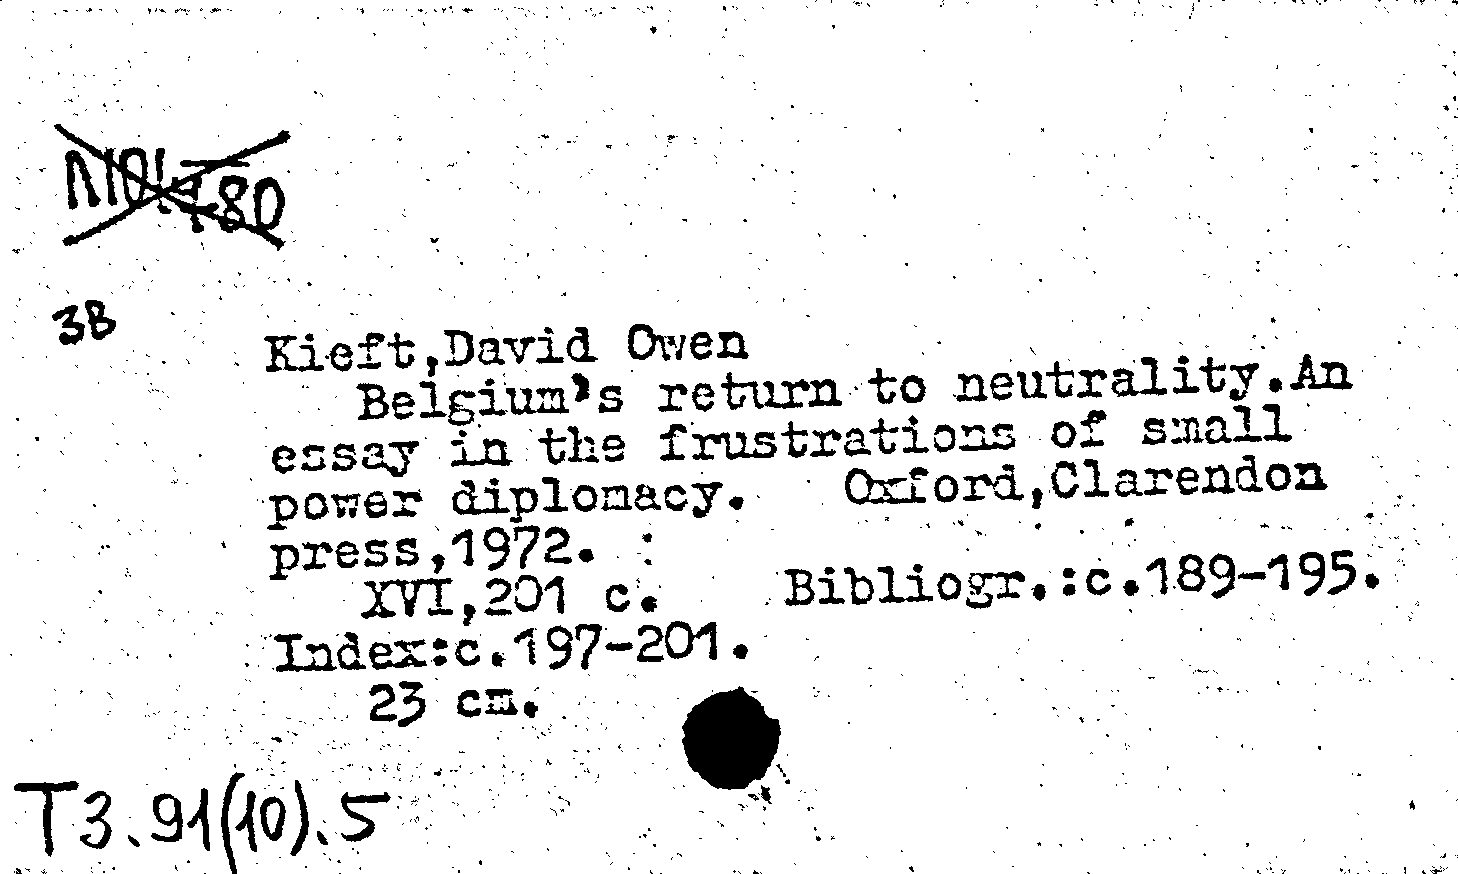 3B
Kieft,David Owen
Belgium's return to neutrality.An
essay in the frustrations of small
power diplomacy. Oxford,Clarendon
press,1972. :
XVI,201 c. Bibliogr.:c.189-195.
Index:c.197-201.
23 cm.
T3.91(10).5